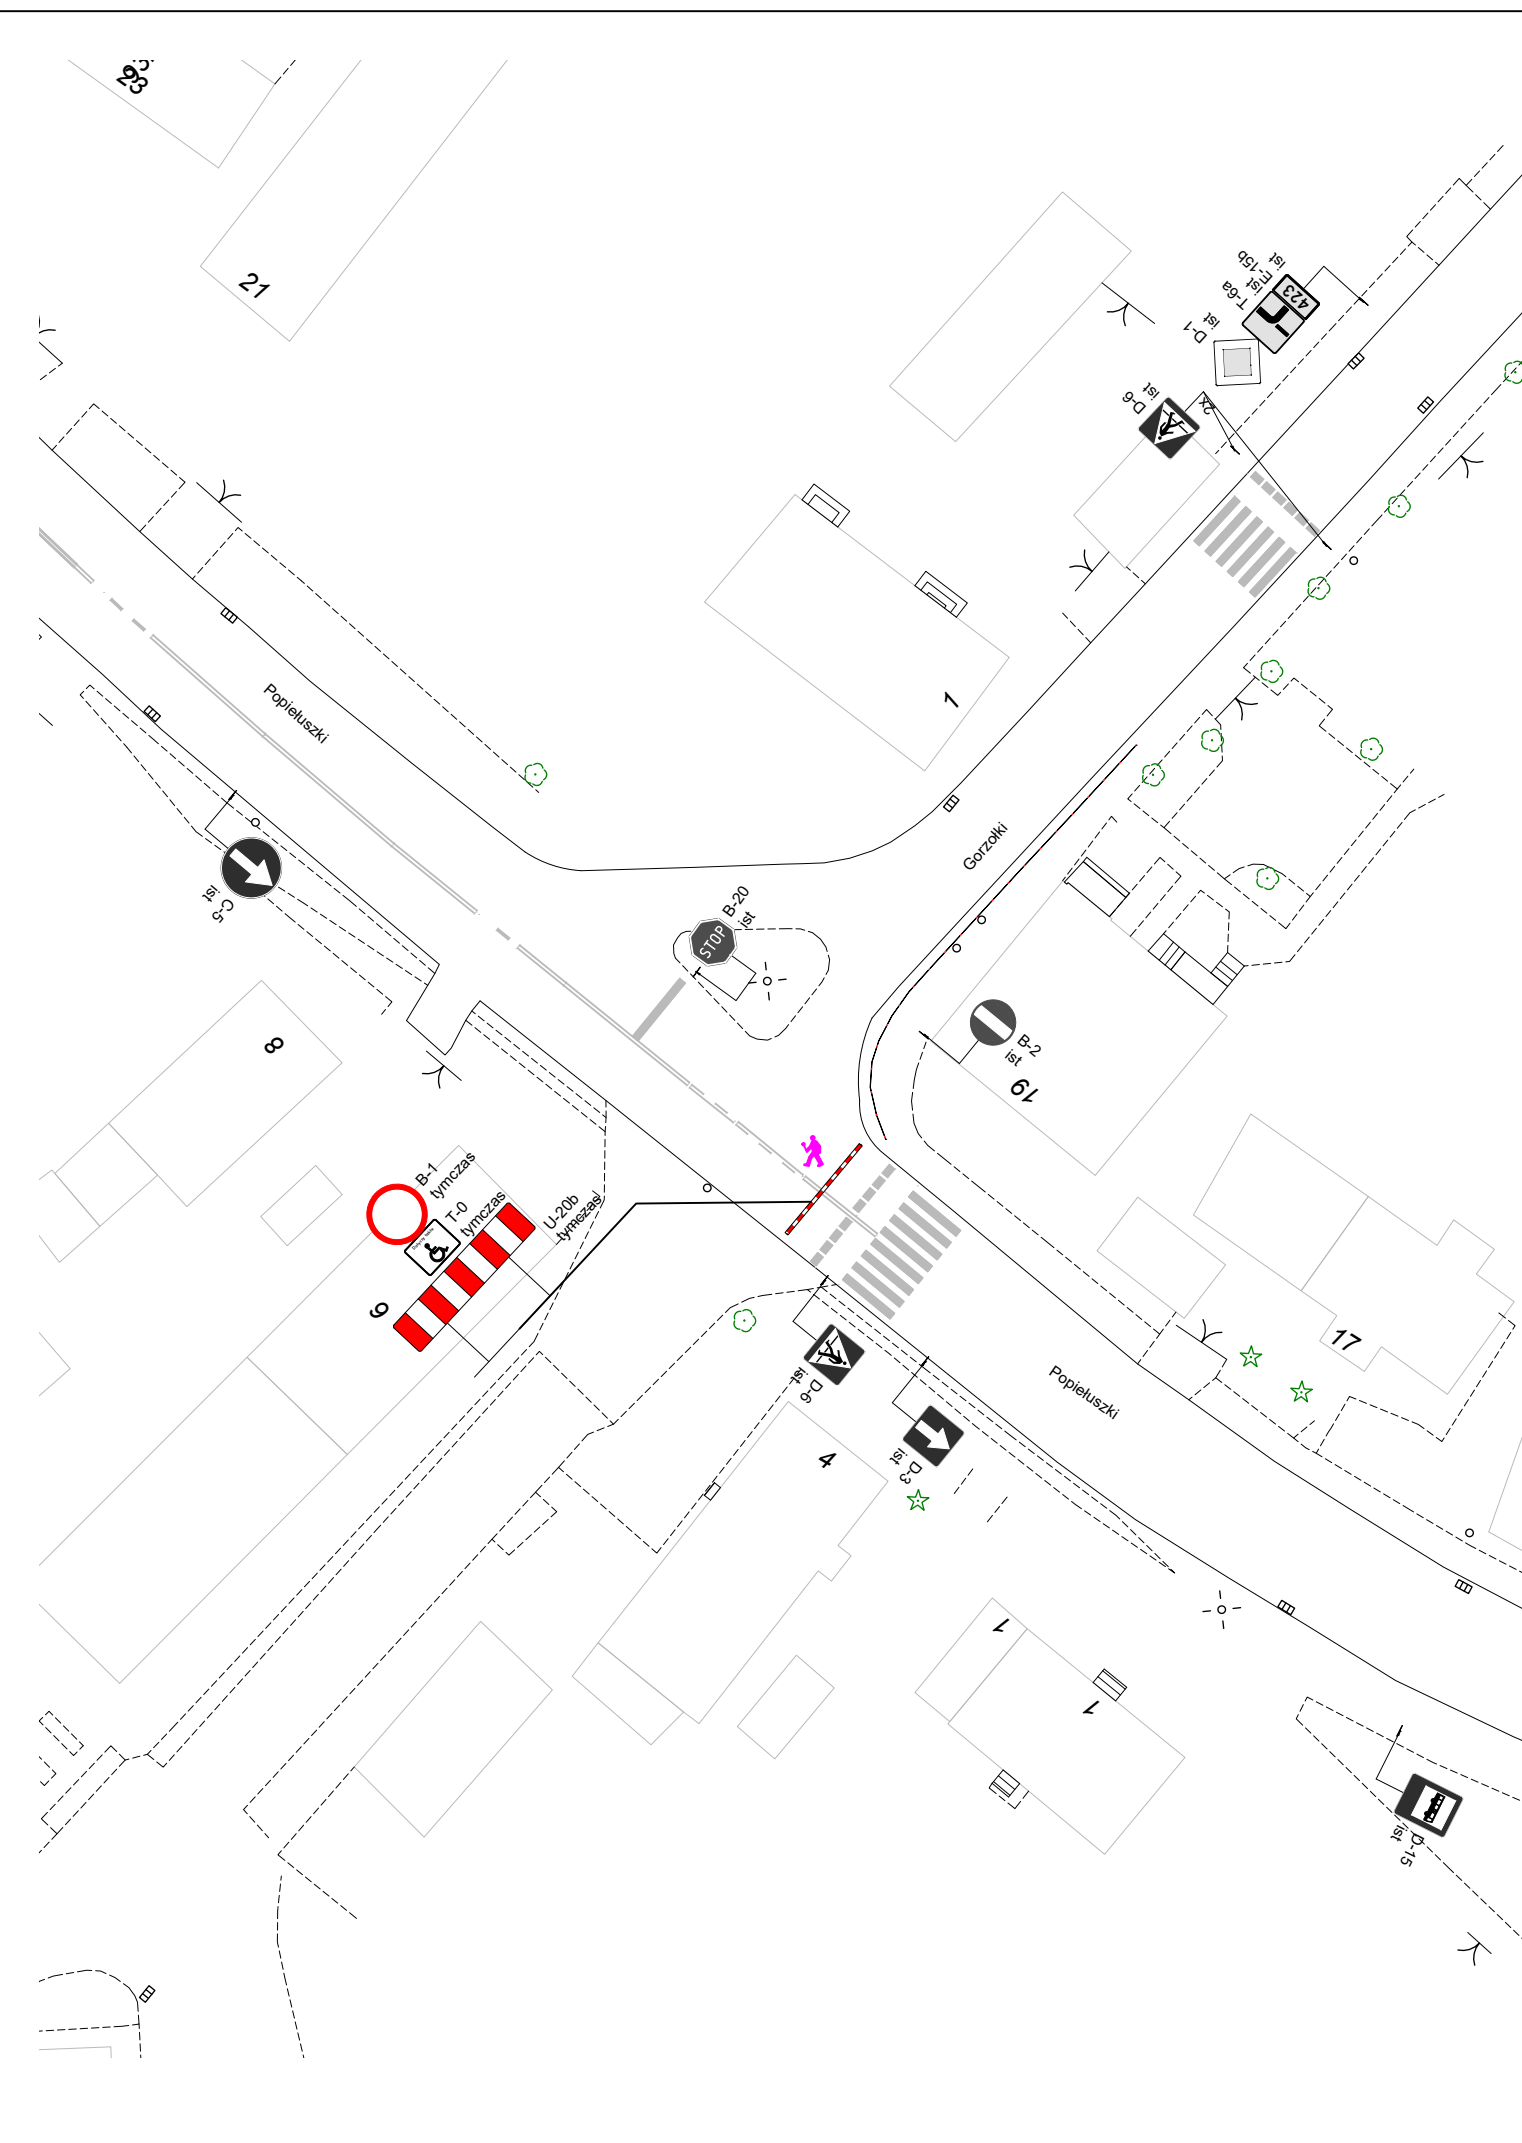 23
21
E-15b
ist
T-6a
ist
423
D-1
ist
D-6
ist
2x
Popiełuszki
1
Gorzołki
C-5
ist
B-20
ist
STOP
B-2
ist
19
8
B-1
tymczas
T-0
tymczas
U-20b
tymczas
9
D-6
ist
D-3
ist
Popiełuszki
17
4
1
1
D-15
ist